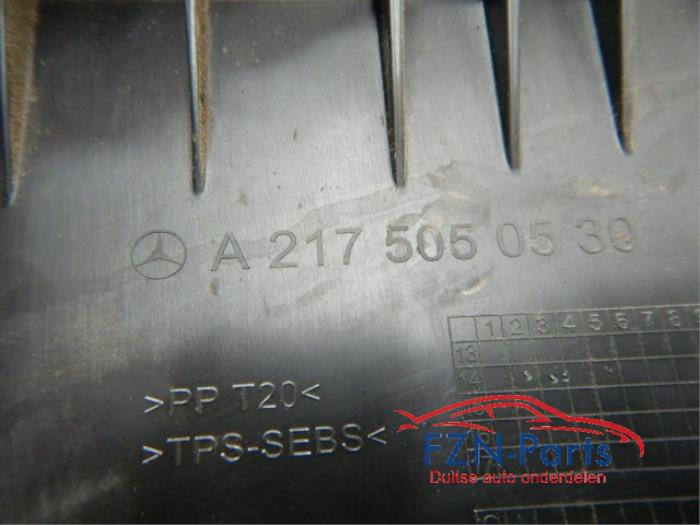 A 217 505 05 30
1 2 3 4 5 6 7 8
13
14
>PP T20<
>TPS-SEBS<
FZN-Parts
Duitse auto onderdelen